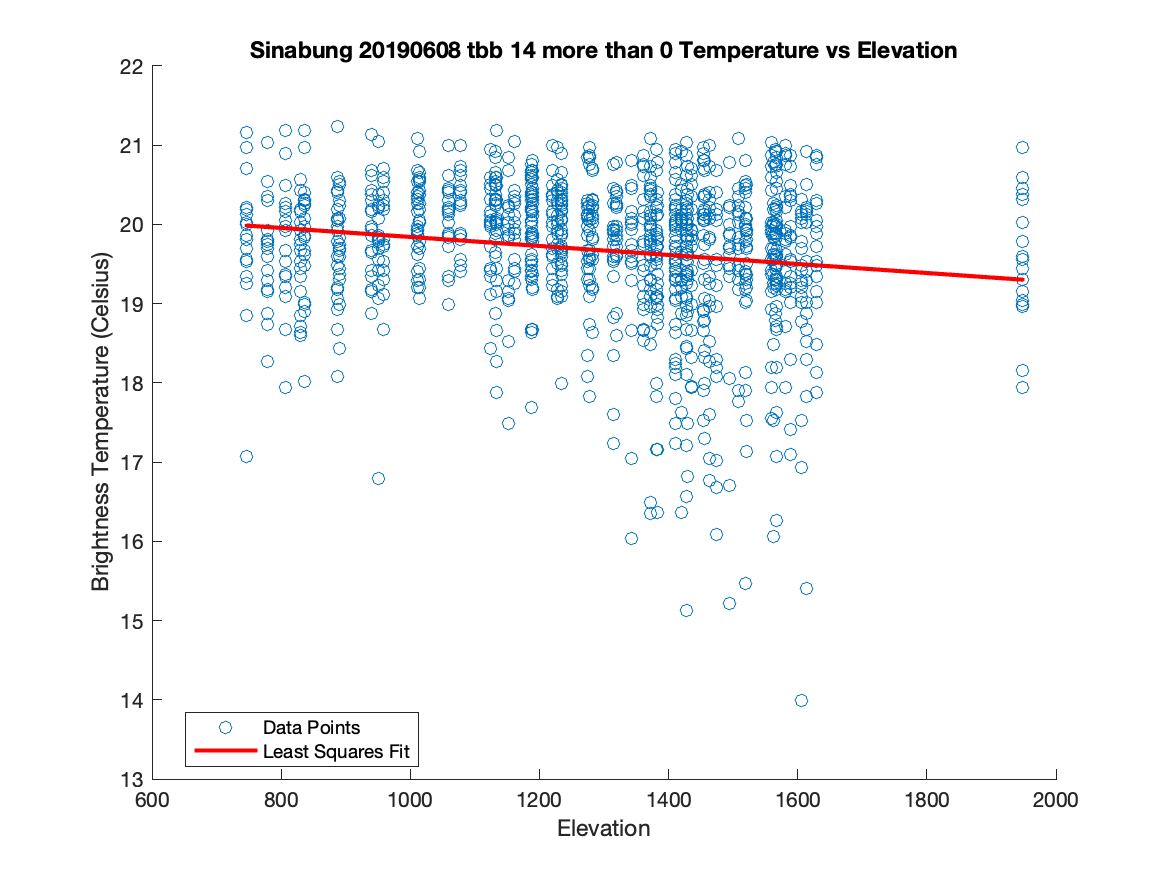 Sinabung 20190608 tbb 14 more than 0 Temperature vs Elevation
22
21
20
19
18
17
16
15
14
13
Brightness Temperature (Celsius)
Data Points
Least Squares Fit
600 800 1000 1200 1400 1600 1800 2000
Elevation